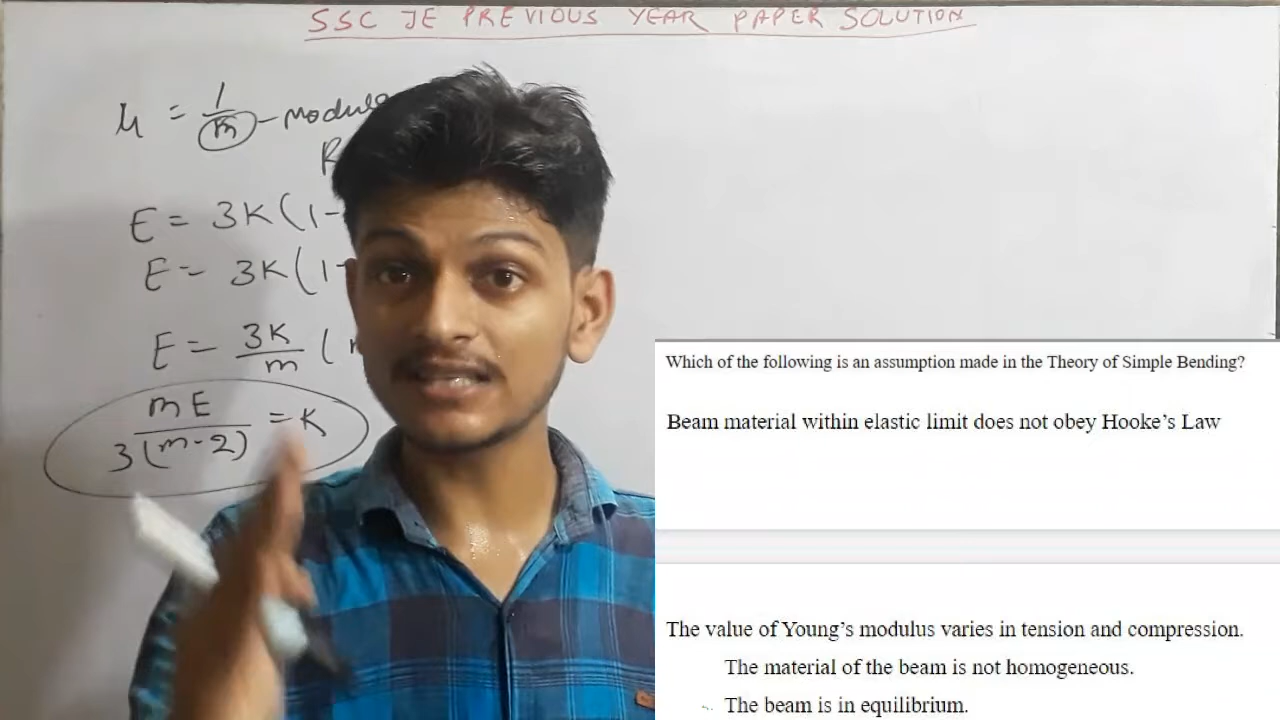 SSC JE PREVIOUS YEAR PAPER SOLUTION
μ = 1/m - modul
E = 3K(1-
E = 3K(1-
E = 3K/m (
mE/3(m-2) = K
Which of the following is an assumption made in the Theory of Simple Bending?
Beam material within elastic limit does not obey Hooke's Law
The value of Young's modulus varies in tension and compression.
The material of the beam is not homogeneous.
The beam is in equilibrium.